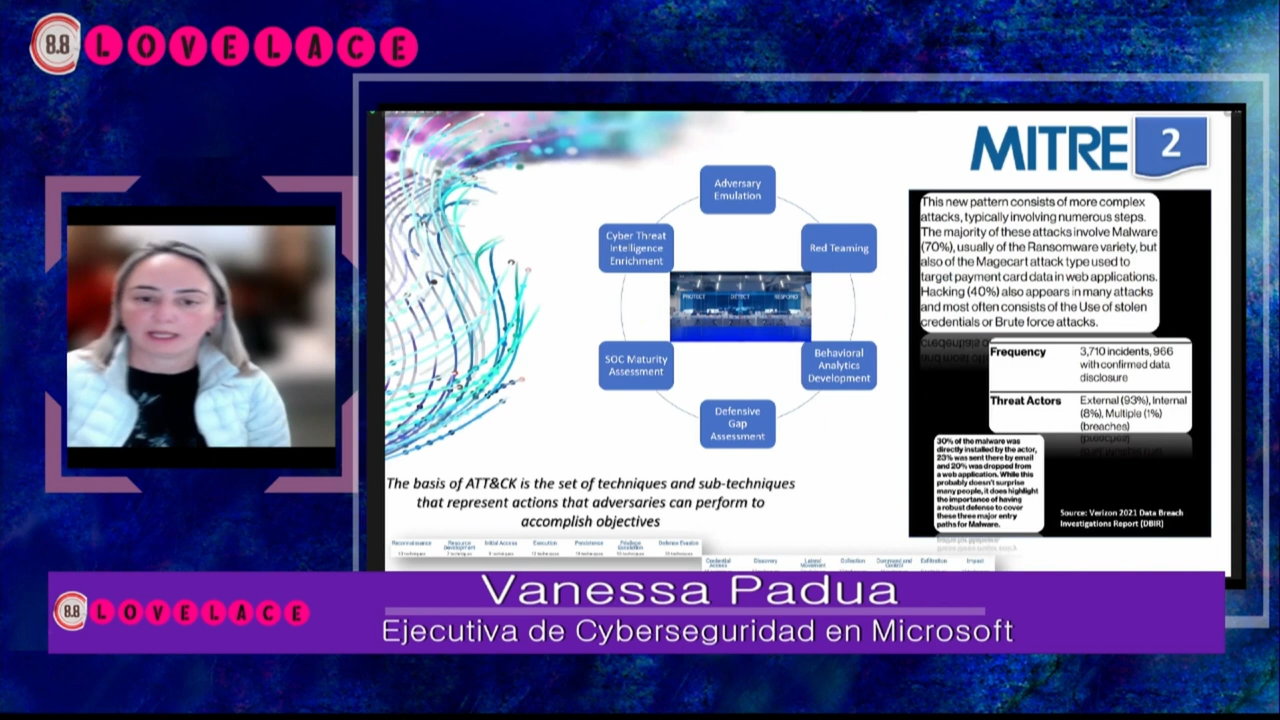 8.8 LOVELACE
MITRE 2
Adversary
Emulation
Cyber Threat
Intelligence
Enrichment
Red Teaming
PROTECT DETECT RESPOND
SOC Maturity
Assessment
Behavioral
Analytics
Development
Defensive
Gap
Assessment
The basis of ATT&CK is the set of techniques and sub-techniques
that represent actions that adversaries can perform to
accomplish objectives
This new pattern consists of more complex
attacks, typically involving numerous steps.
The majority of these attacks involve Malware
(70%), usually of the Ransomware variety, but
also of the Magecart attack type used to
target payment card data in web applications.
Hacking (40%) also appears in many attacks
and most often consists of the Use of stolen
credentials or Brute force attacks.
Frequency 3,710 incidents, 966
with confirmed data
disclosure
Threat Actors External (93%), Internal
(8%), Multiple (1%)
(breaches)
30% of the malware was
directly installed by the actor,
23% was sent there by email
and 20% was dropped from
a web application. While this
probably doesn't surprise
many people, it does highlight
the importance of having
a robust defense to cover
these three major entry
paths for Malware.
Source: Verizon 2021 Data Breach
Investigations Report (DBIR)
Reconnaissance Resource Development Initial Access Execution Persistence Privilege Escalation Defense Evasion
Credential Access Discovery Lateral Movement Collection Command and Control Exfiltration Impact
8.8 LOVELACE
Vanessa Padua
Ejecutiva de Cyberseguridad en Microsoft